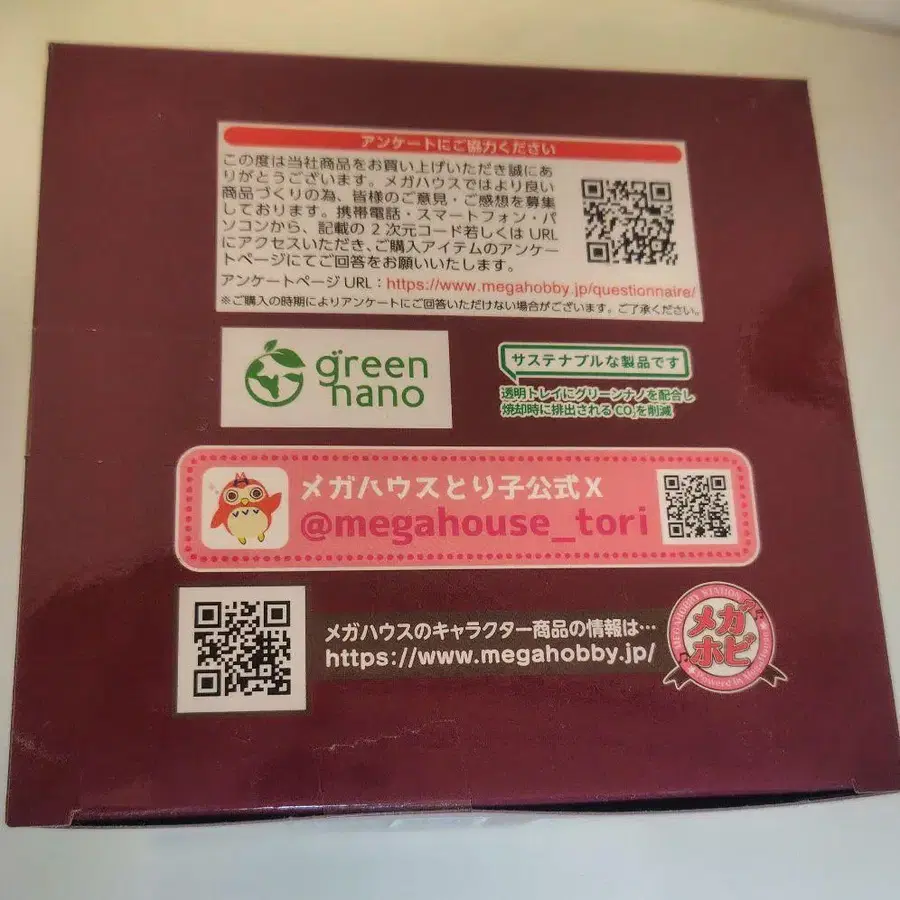 アンケートにご協力ください
この度は当社商品をお買い上げいただき誠にあ
りがとうございます。メガハウスではより良い
商品づくりの為、皆様のご意見・ご感想を募集
しております。携帯電話・スマートフォン・パ
ソコンから、記載の2次元コード若しくはURL
にアクセスいただき、ご購入アイテムのアンケー
トページにてご回答をお願いいたします。
アンケートページURL：https://www.megahobby.jp/questionnaire/
※ご購入の時期によりアンケートにご回答いただけない場合がございます。ご了承ください。
green
nano
サステナブルな製品です
透明トレイにグリーンナノを配合し
焼却時に排出されるCO₂を削減
メガハウスとり子公式X
@megahouse_tori
メガハウスのキャラクター商品の情報は…
https://www.megahobby.jp/
MEGAHOBBY STATION
メガ
ホビ
Powered by MegaHouse